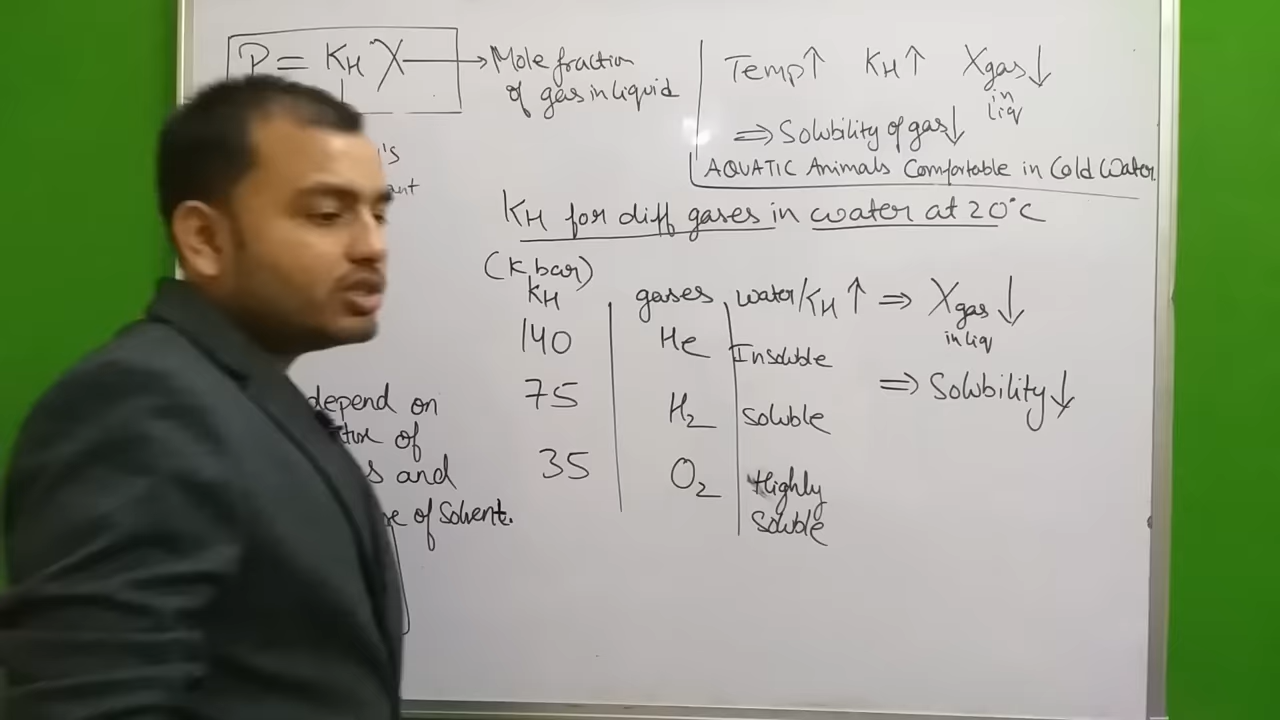 P = KH X → Mole fraction
of gas in liquid
's
ant
depend on
ture of
s and
e of Solvent.
Temp↑ KH↑ Xgas↓
in
liq
⇒ Solubility of gas↓
AQUATIC Animals Comfortable in Cold Water.
KH for diff gases in water at 20°C
(K bar)
KH gases water/KH↑ ⇒ Xgas↓
in liq
140 He Insoluble
⇒ Solubility↓
75 H2 Soluble
35 O2 Highly
Soluble